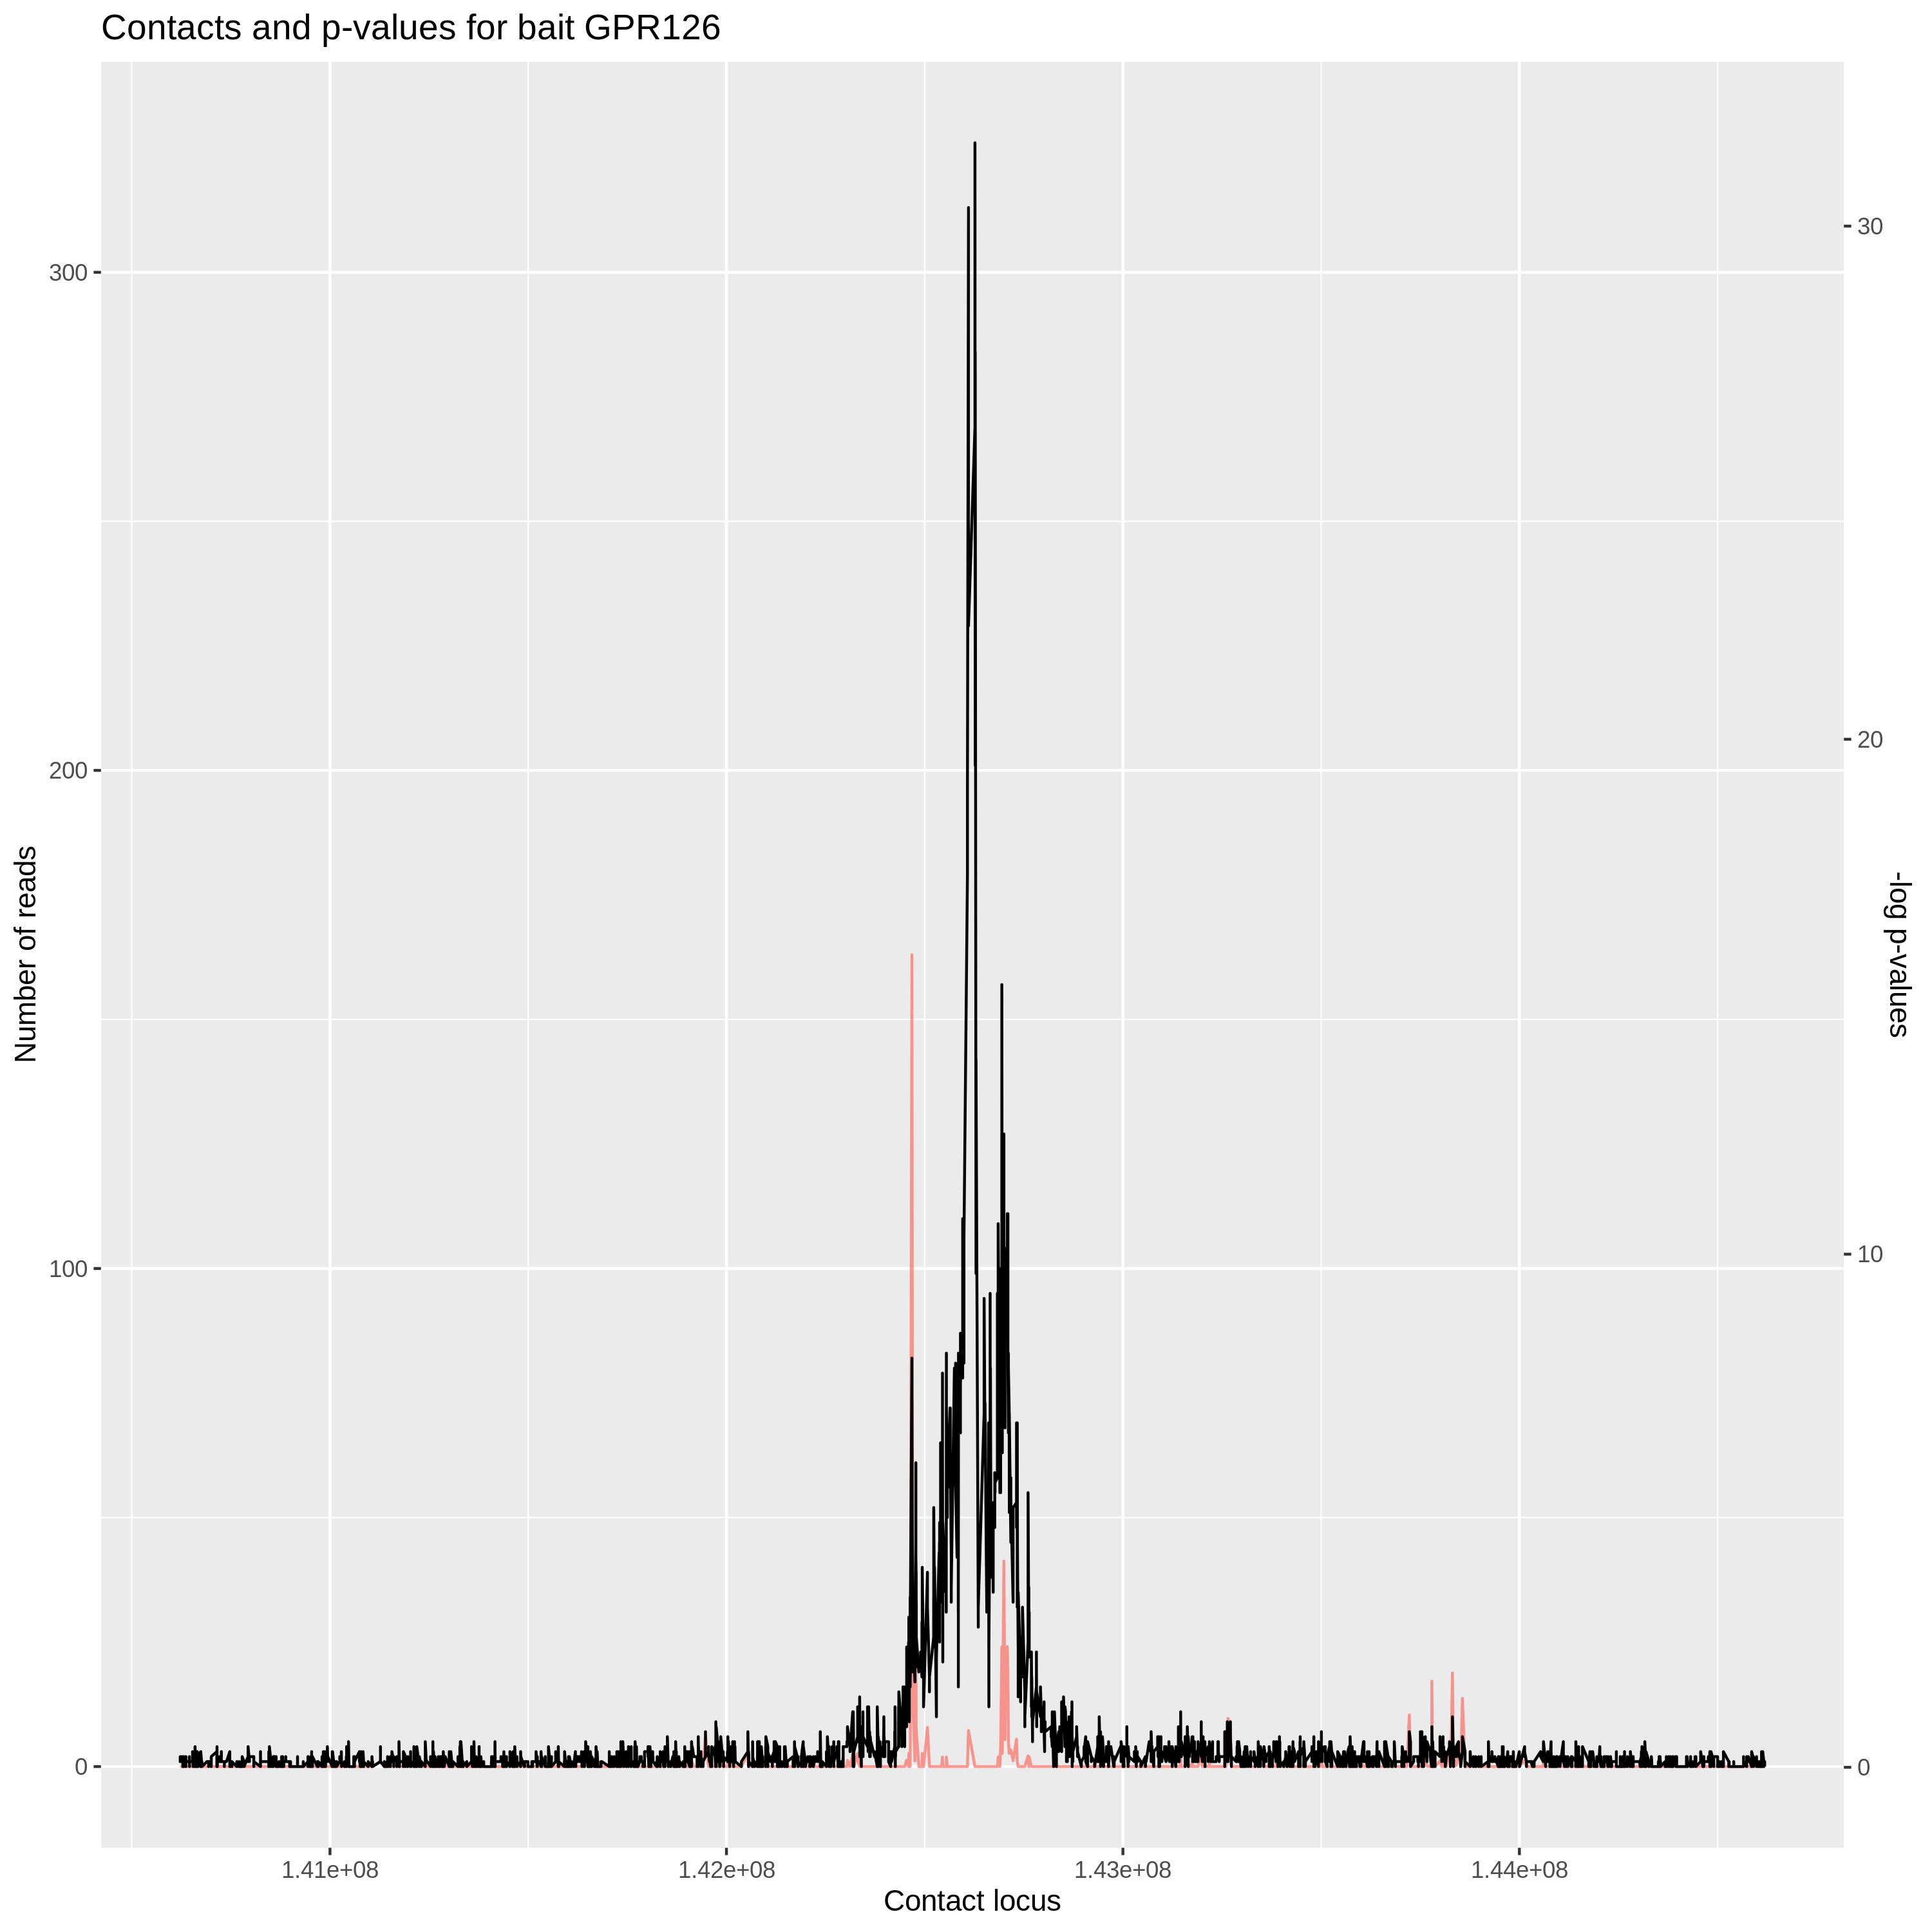 Contacts and p-values for bait GPR126
300
200
100
0
30
20
10
0
Number of reads
-log p-values
1.41e+08
1.42e+08
1.43e+08
1.44e+08
Contact locus